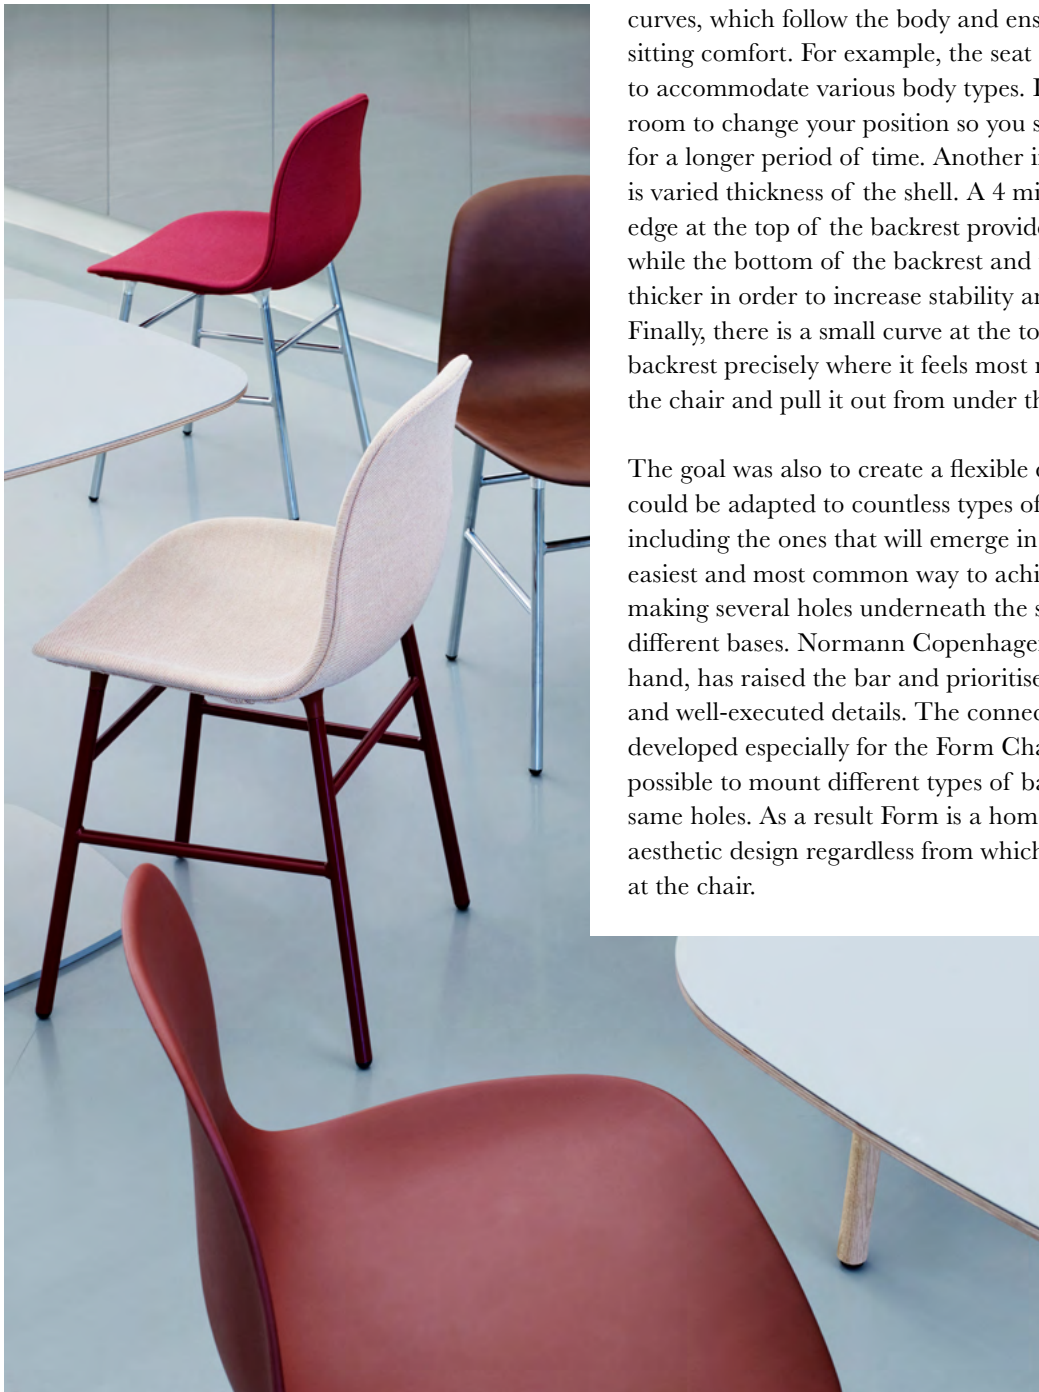 curves, which follow the body and ens
sitting comfort. For example, the seat
to accommodate various body types.
room to change your position so you s
for a longer period of time. Another i
is varied thickness of the shell. A 4 mi
edge at the top of the backrest provid
while the bottom of the backrest and
thicker in order to increase stability a
Finally, there is a small curve at the to
backrest precisely where it feels most
the chair and pull it out from under th
The goal was also to create a flexible
could be adapted to countless types of
including the ones that will emerge in
easiest and most common way to achi
making several holes underneath the s
different bases. Normann Copenhage
hand, has raised the bar and prioritise
and well-executed details. The connec
developed especially for the Form Cha
possible to mount different types of ba
same holes. As a result Form is a hom
aesthetic design regardless from which
at the chair.